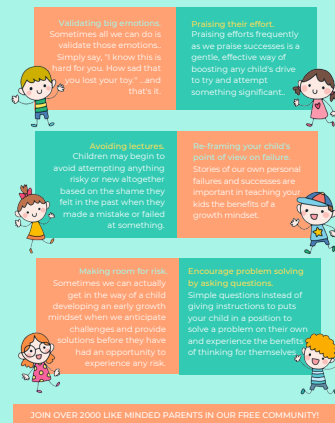 Validating big emotions.
Sometimes all we can do is
validate those emotions..
Simply say, "I know this is
hard for you. How sad that
you lost your toy." ...and
that's it.
Praising their effort.
Praising efforts frequently
as we praise successes is a
gentle, effective way of
boosting any child's drive
to try and attempt
something significant..
Avoiding lectures.
Children may begin to
avoid attempting anything
risky or new altogether
based on the shame they
felt in the past when they
made a mistake or failed
at something.
Re-framing your child's
point of view on failure.
Stories of our own personal
failures and successes are
important in teaching your
kids the benefits of a
growth mindset.
Making room for risk.
Sometimes we can actually
get in the way of a child
developing an early growth
mindset when we anticipate
challenges and provide
solutions before they have
had an opportunity to
experience any risk.
Encourage problem solving
by asking questions.
Simple questions instead of
giving instructions to puts
your child in a position to
solve a problem on their own
and experience the benefits
of thinking for themselves.
JOIN OVER 2000 LIKE MINDED PARENTS IN OUR FREE COMMUNITY!